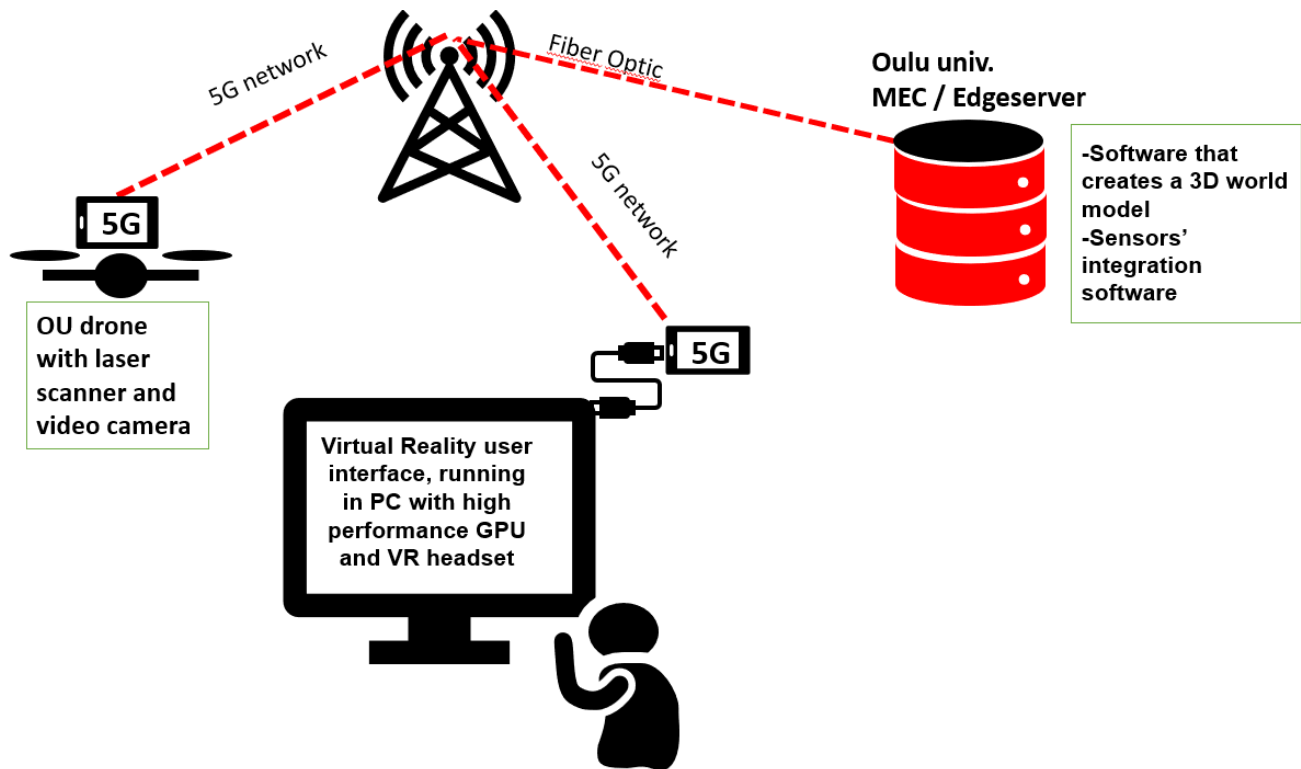 5G network
Fiber Optic
Oulu univ.
MEC / Edgeserver
-Software that
creates a 3D world
model
-Sensors'
integration
software
5G network
5G
OU drone
with laser
scanner and
video camera
5G
Virtual Reality user
interface, running
in PC with high
performance GPU
and VR headset